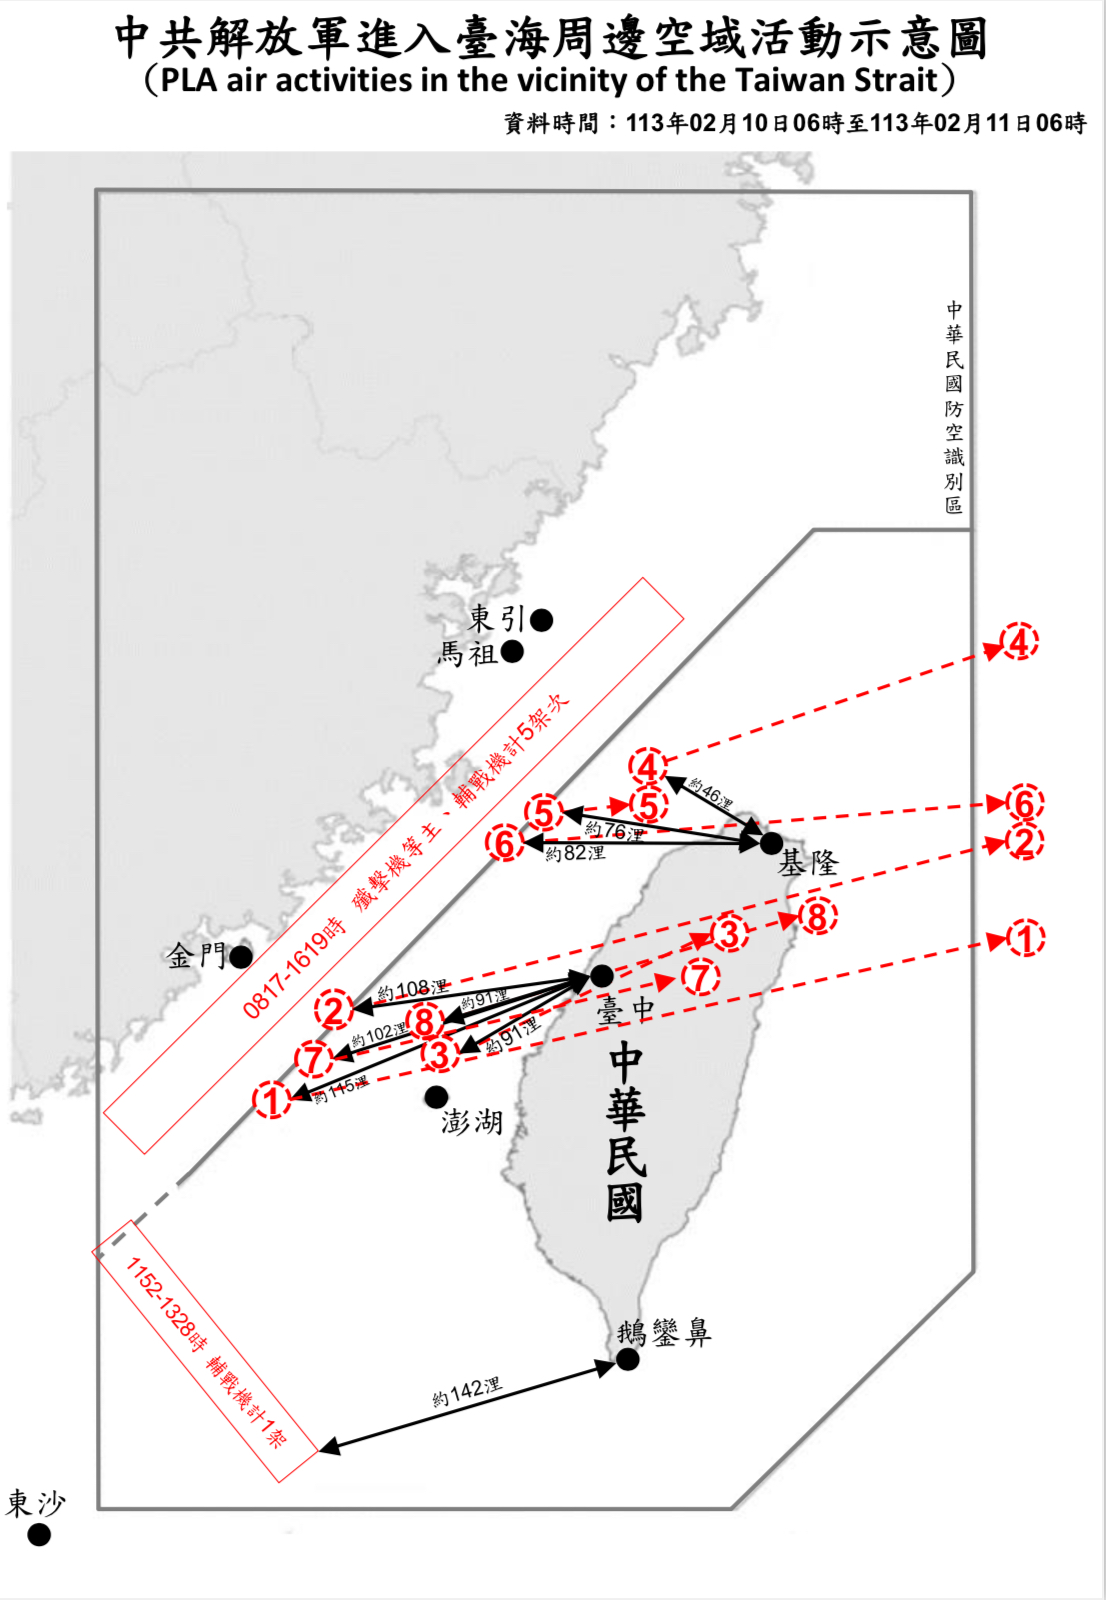 中共解放軍進入臺海周邊空域活動示意圖
（PLA air activities in the vicinity of the Taiwan Strait）
資料時間：113年02月10日06時至113年02月11日06時
中華民國防空識別區
東引
馬祖
0817-1619時 殲擊機等主、輔戰機計5架次
④
④
約46浬
⑤
⑤
⑥
⑥
約76浬
約82浬
②
基隆
⑧
③
①
金門
臺中
⑦
約108浬
約91浬
②
⑧
約102浬
約91浬
⑦
③
約115浬
①
澎湖
中華民國
1152-1328時 輔戰機計1架
鵝鑾鼻
約142浬
東沙